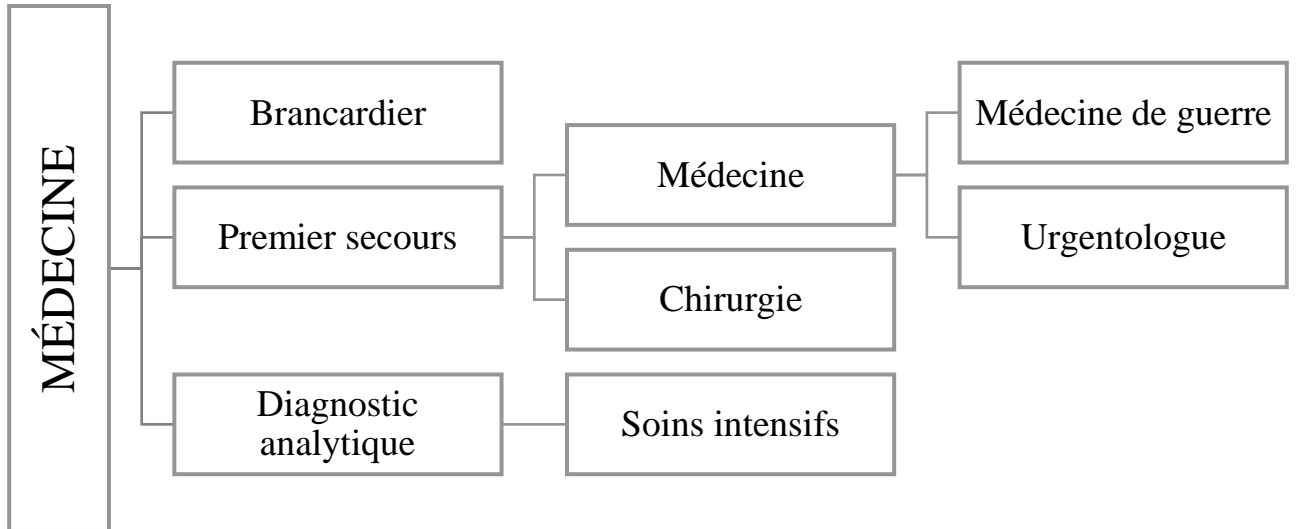 MÉDECINE
Brancardier
Premier secours
Médecine
Médecine de guerre
Urgentologue
Chirurgie
Diagnostic
analytique
Soins intensifs